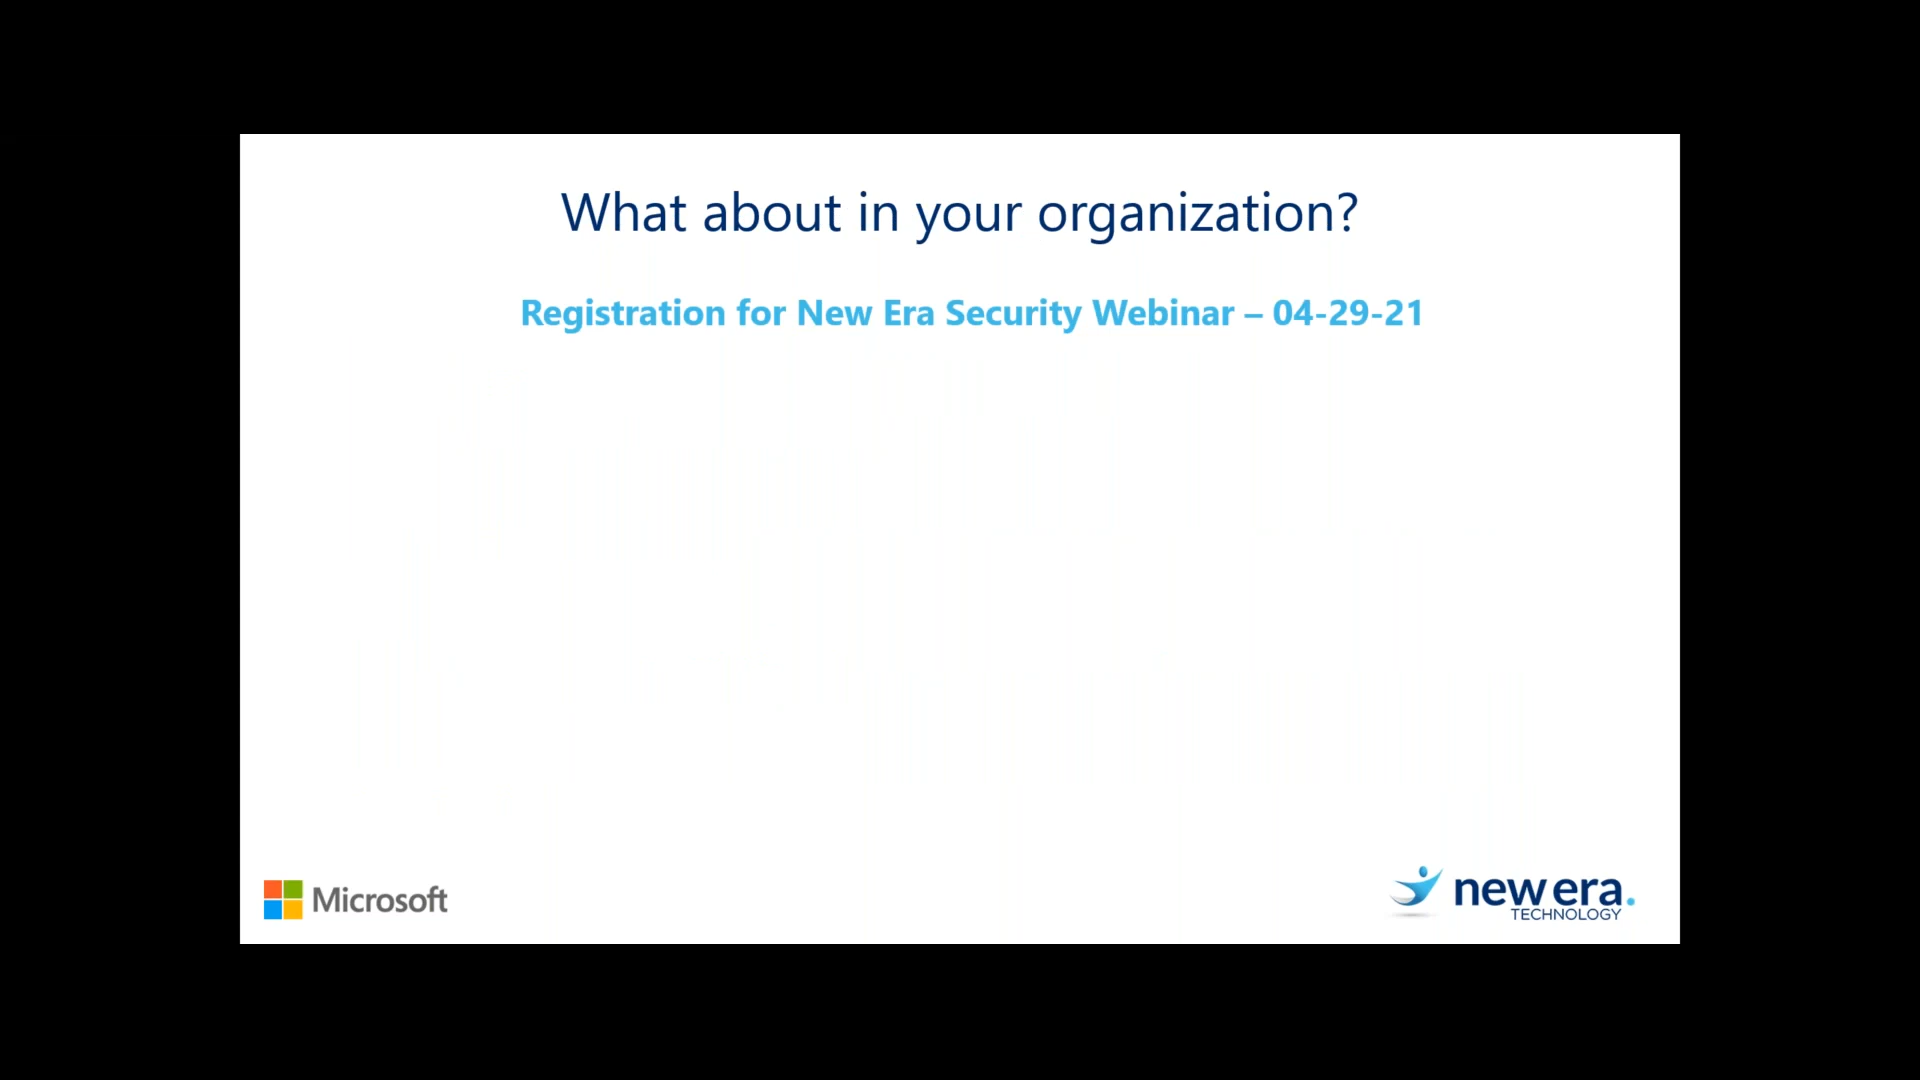 What about in your organization?
Registration for New Era Security Webinar – 04-29-21
Microsoft
new era.
TECHNOLOGY